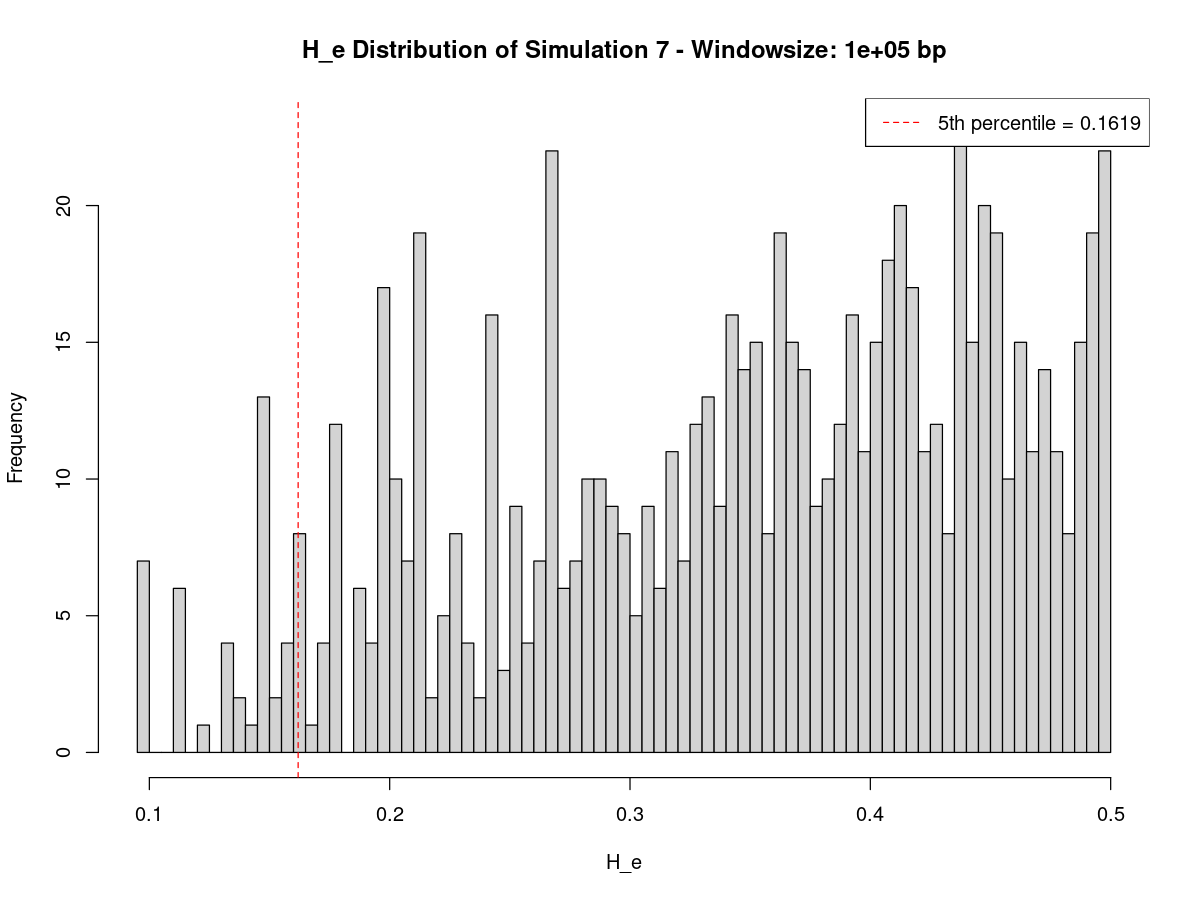 H_e Distribution of Simulation 7 - Windowsize: 1e+05 bp
5th percentile = 0.1619
20
15
10
5
0
Frequency
0.1 0.2 0.3 0.4 0.5
H_e